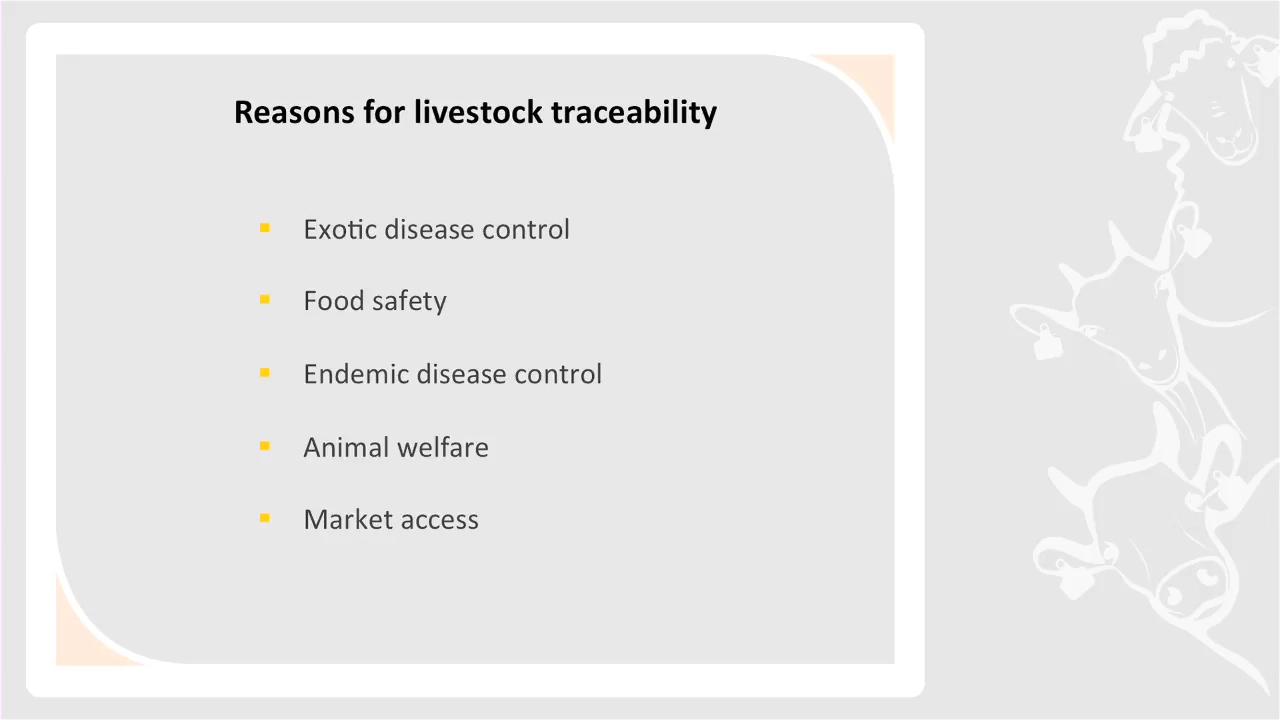 Reasons for livestock traceability
Exotic disease control
Food safety
Endemic disease control
Animal welfare
Market access